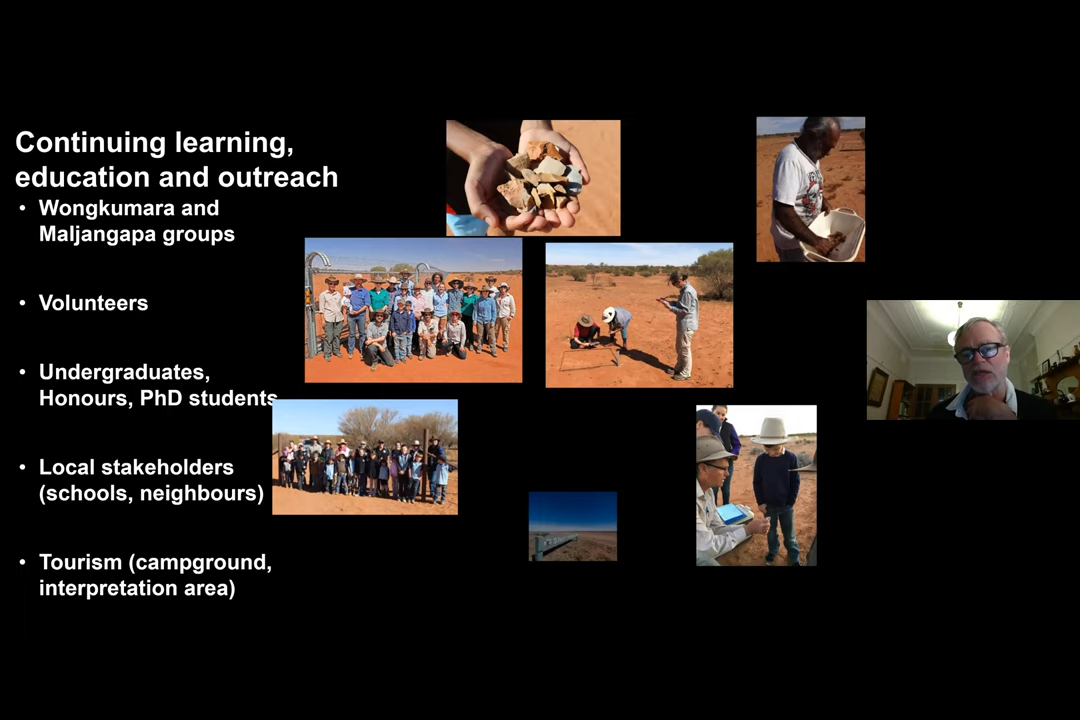 Continuing learning,
education and outreach
• Wongkumara and
Maljangapa groups
• Volunteers
• Undergraduates,
Honours, PhD students
• Local stakeholders
(schools, neighbours)
• Tourism (campground,
interpretation area)